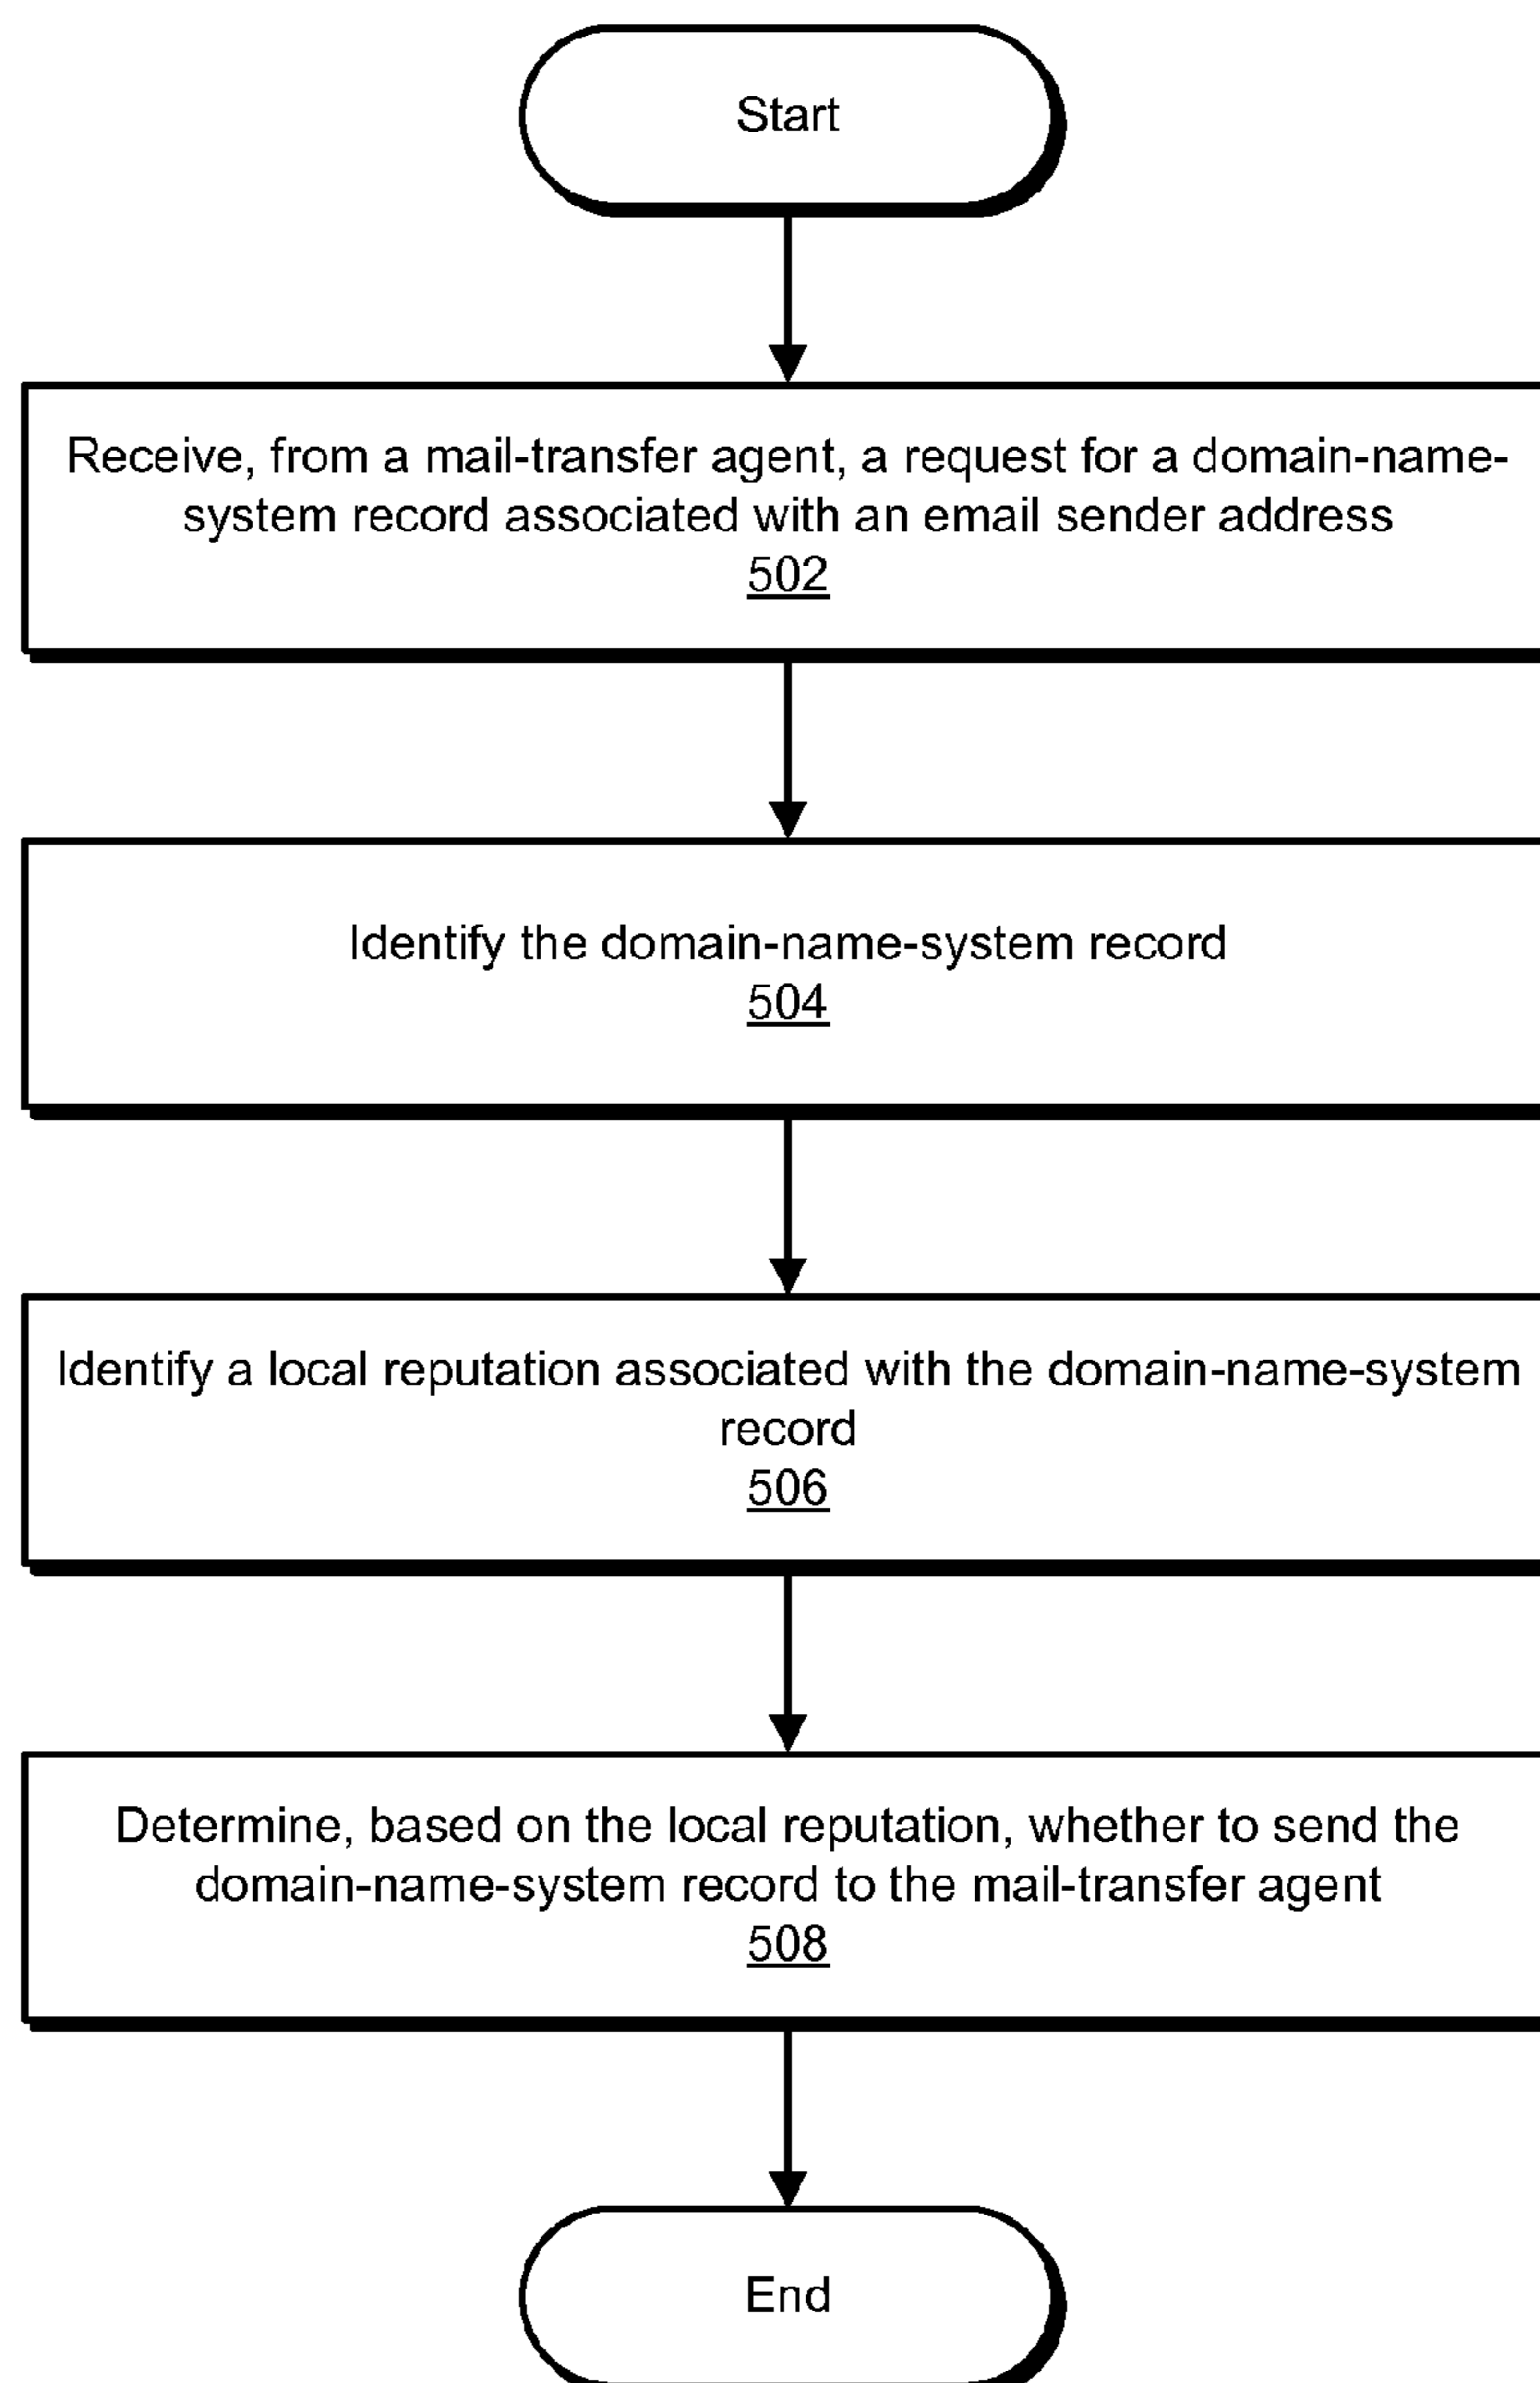 Start
Receive, from a mail-transfer agent, a request for a domain-name-
system record associated with an email sender address
502
Identify the domain-name-system record
504
Identify a local reputation associated with the domain-name-system
record
506
Determine, based on the local reputation, whether to send the
domain-name-system record to the mail-transfer agent
508
End